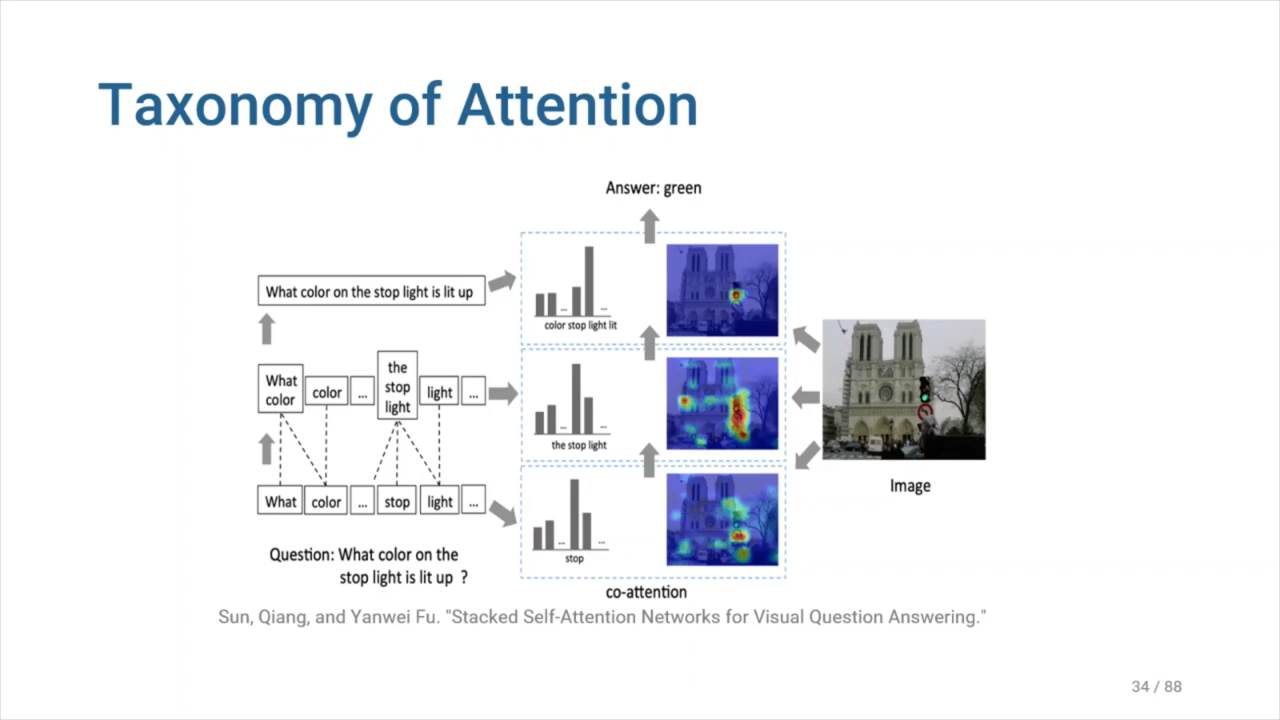 Taxonomy of Attention
Answer: green
What color on the stop light is lit up
... ...
color stop light lit
What color
color
...
the stop light
light
...
... ...
the stop light
What
color
...
stop
light
...
... ...
stop
Image
Question: What color on the
stop light is lit up ?
co-attention
Sun, Qiang, and Yanwei Fu. "Stacked Self-Attention Networks for Visual Question Answering."
34 / 88